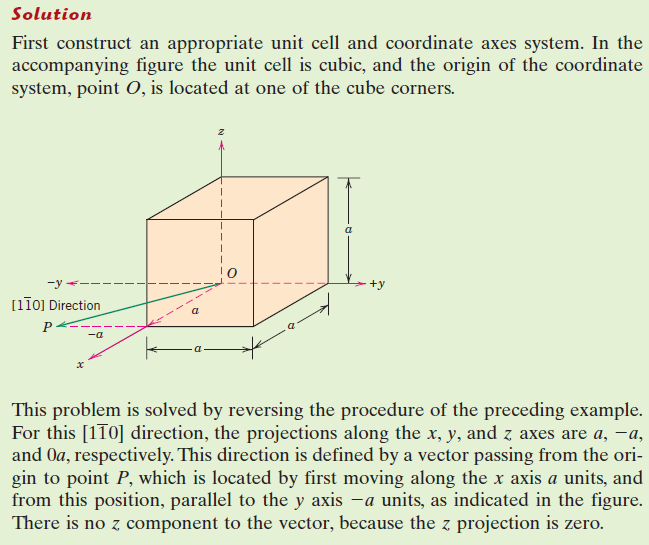 Solution
First construct an appropriate unit cell and coordinate axes system. In the
accompanying figure the unit cell is cubic, and the origin of the coordinate
system, point O, is located at one of the cube corners.
z
a
O
−y
+y
[11̄0] Direction
a
P
−a
a
a
x
This problem is solved by reversing the procedure of the preceding example.
For this [11̄0] direction, the projections along the x, y, and z axes are a, −a,
and 0a, respectively. This direction is defined by a vector passing from the ori-
gin to point P, which is located by first moving along the x axis a units, and
from this position, parallel to the y axis −a units, as indicated in the figure.
There is no z component to the vector, because the z projection is zero.